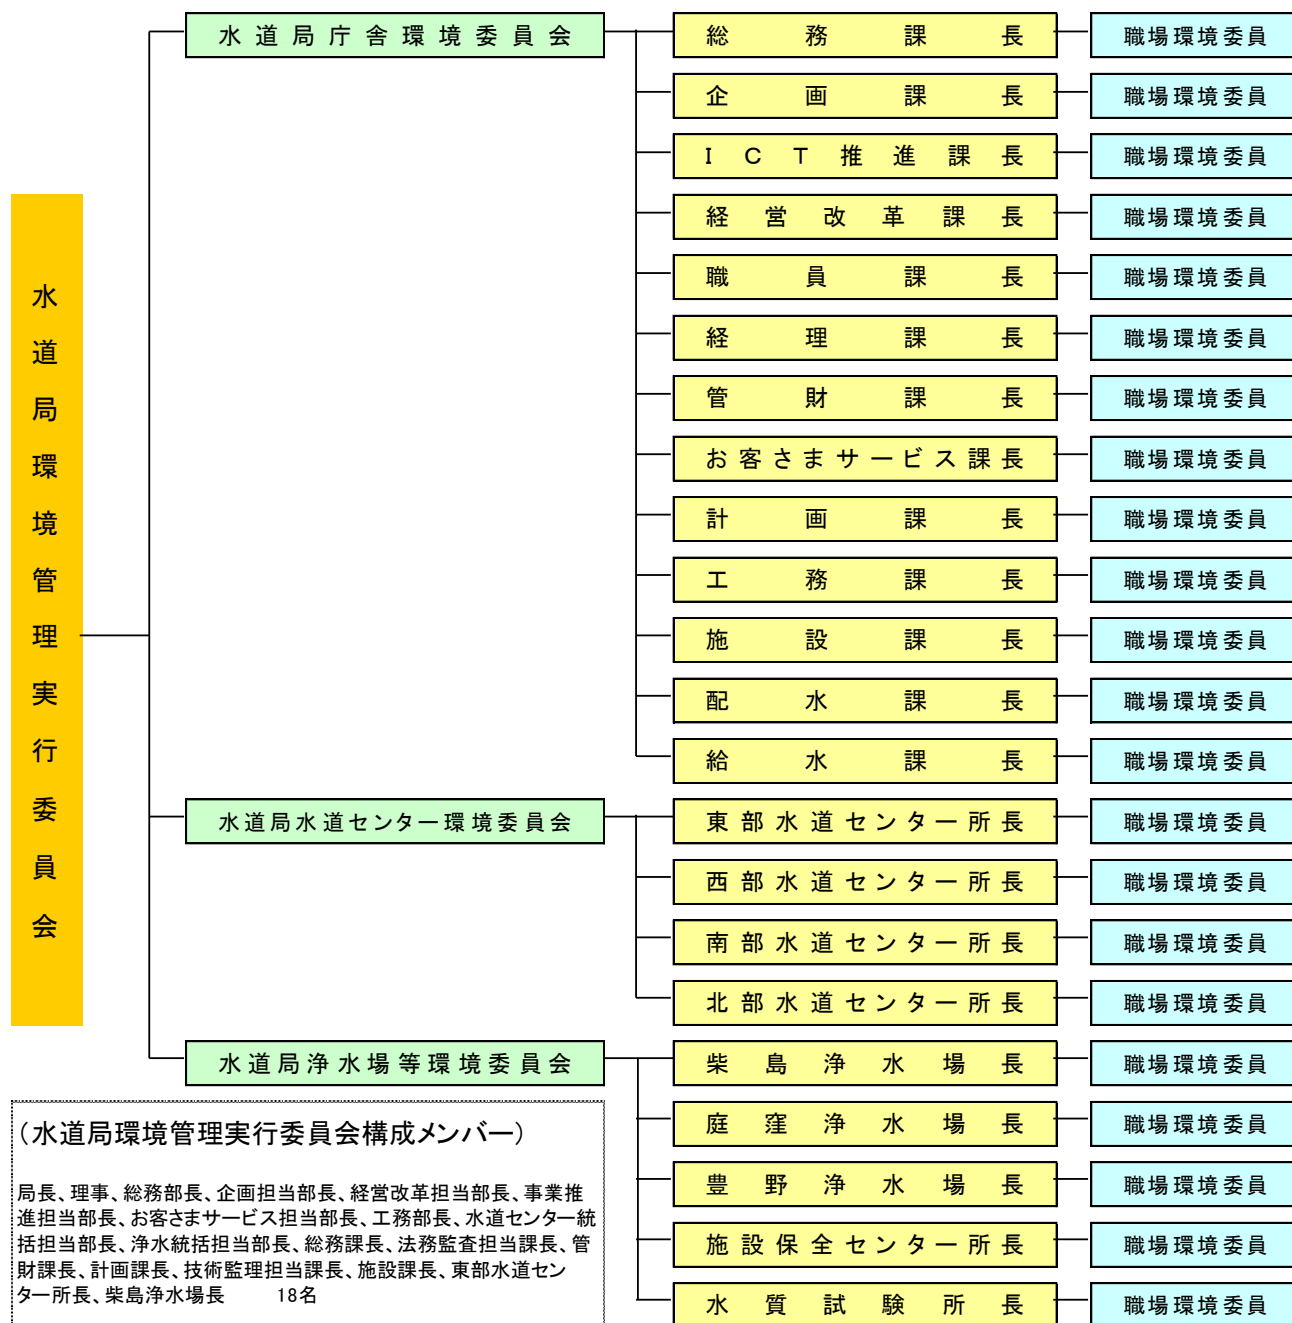 水道局環境管理実行委員会
水道局庁舎環境委員会
総務課長 職場環境委員
企画課長 職場環境委員
ICT推進課長 職場環境委員
経営改革課長 職場環境委員
職員課長 職場環境委員
経理課長 職場環境委員
管財課長 職場環境委員
お客さまサービス課長 職場環境委員
計画課長 職場環境委員
工務課長 職場環境委員
施設課長 職場環境委員
配水課長 職場環境委員
給水課長 職場環境委員
水道局水道センター環境委員会
東部水道センター所長 職場環境委員
西部水道センター所長 職場環境委員
南部水道センター所長 職場環境委員
北部水道センター所長 職場環境委員
水道局浄水場等環境委員会
柴島浄水場長 職場環境委員
庭窪浄水場長 職場環境委員
豊野浄水場長 職場環境委員
施設保全センター所長 職場環境委員
水質試験所長 職場環境委員
（水道局環境管理実行委員会構成メンバー）
局長、理事、総務部長、企画担当部長、経営改革担当部長、事業推
進担当部長、お客さまサービス担当部長、工務部長、水道センター統
括担当部長、浄水統括担当部長、総務課長、法務監査担当課長、管
財課長、計画課長、技術監理担当課長、施設課長、東部水道セン
ター所長、柴島浄水場長　　18名